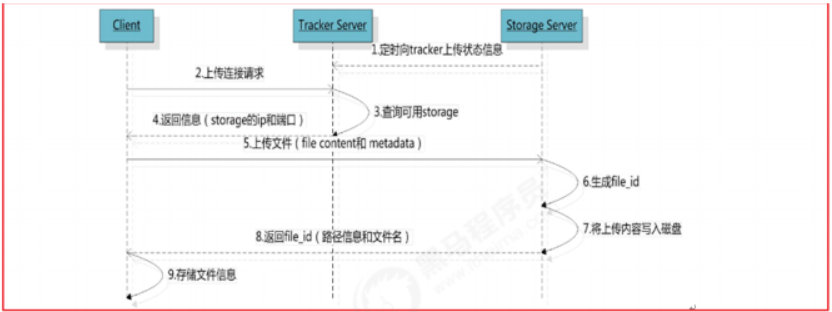 Client
Tracker Server
Storage Server
1.定时向tracker上传状态信息
2.上传连接请求
3.查询可用storage
4.返回信息（storage的ip和端口）
5.上传文件（file content和 metadata）
6.生成file_id
7.将上传内容写入磁盘
8.返回file_id（路径信息和文件名）
9.存储文件信息
黑马程序员